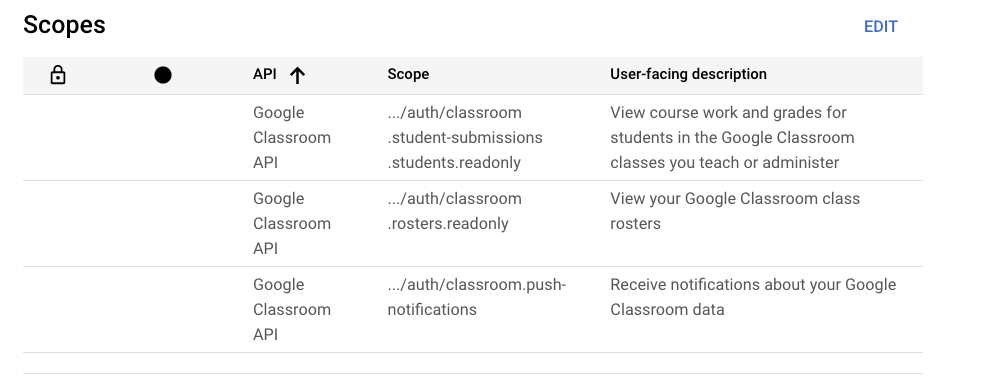 Scopes
EDIT
API Scope User-facing description
Google .../auth/classroom View course work and grades for
Classroom .student-submissions students in the Google Classroom
API .students.readonly classes you teach or administer
Google .../auth/classroom View your Google Classroom class
Classroom .rosters.readonly rosters
API
Google .../auth/classroom.push- Receive notifications about your Google
Classroom notifications Classroom data
API